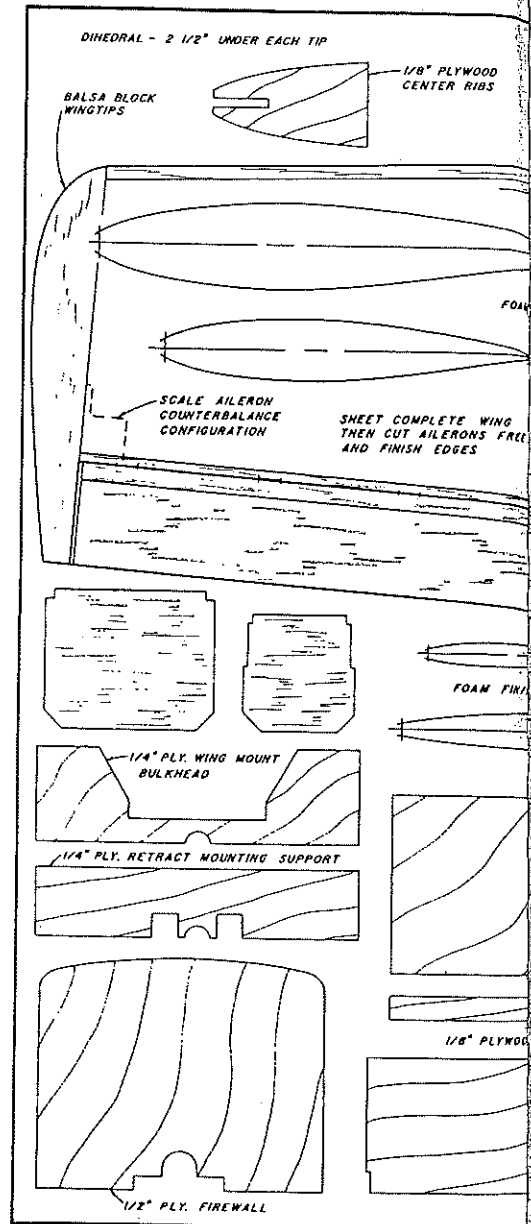 DIHEDRAL - 2 1/2" UNDER EACH TIP
1/8" PLYWOOD
CENTER RIBS
BALSA BLOCK
WINGTIPS
SCALE AILERON
COUNTERBALANCE
CONFIGURATION
SHEET COMPLETE WING
THEN CUT AILERONS FREE
AND FINISH EDGES
FOAM
1/4" PLY. WING MOUNT
BULKHEAD
1/4" PLY. RETRACT MOUNTING SUPPORT
1/2" PLY. FIREWALL